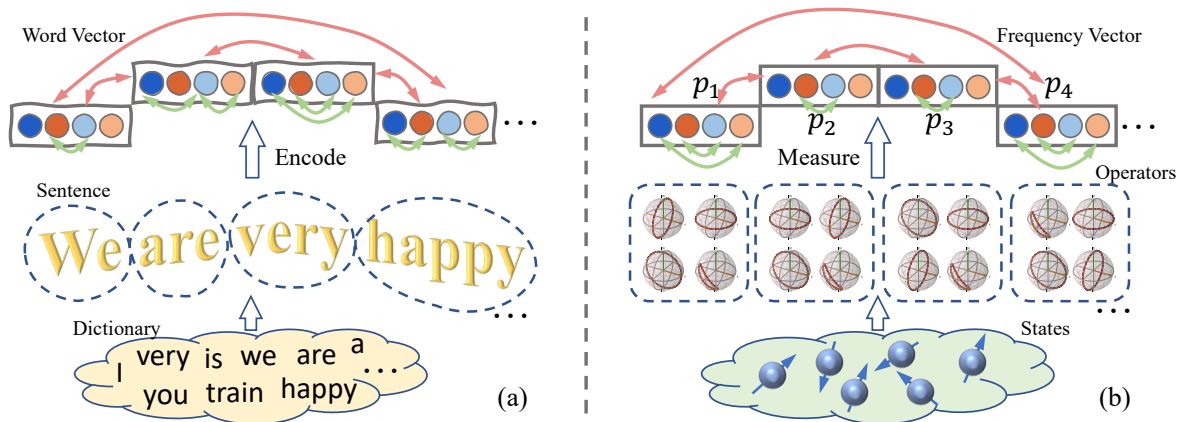 Word Vector
...
Encode
Sentence
We are very happy
...
Dictionary
I very is we are a
you train happy ...
(a)
Frequency Vector
p₁ p₄
p₂ p₃
...
Measure
Operators
...
States
(b)